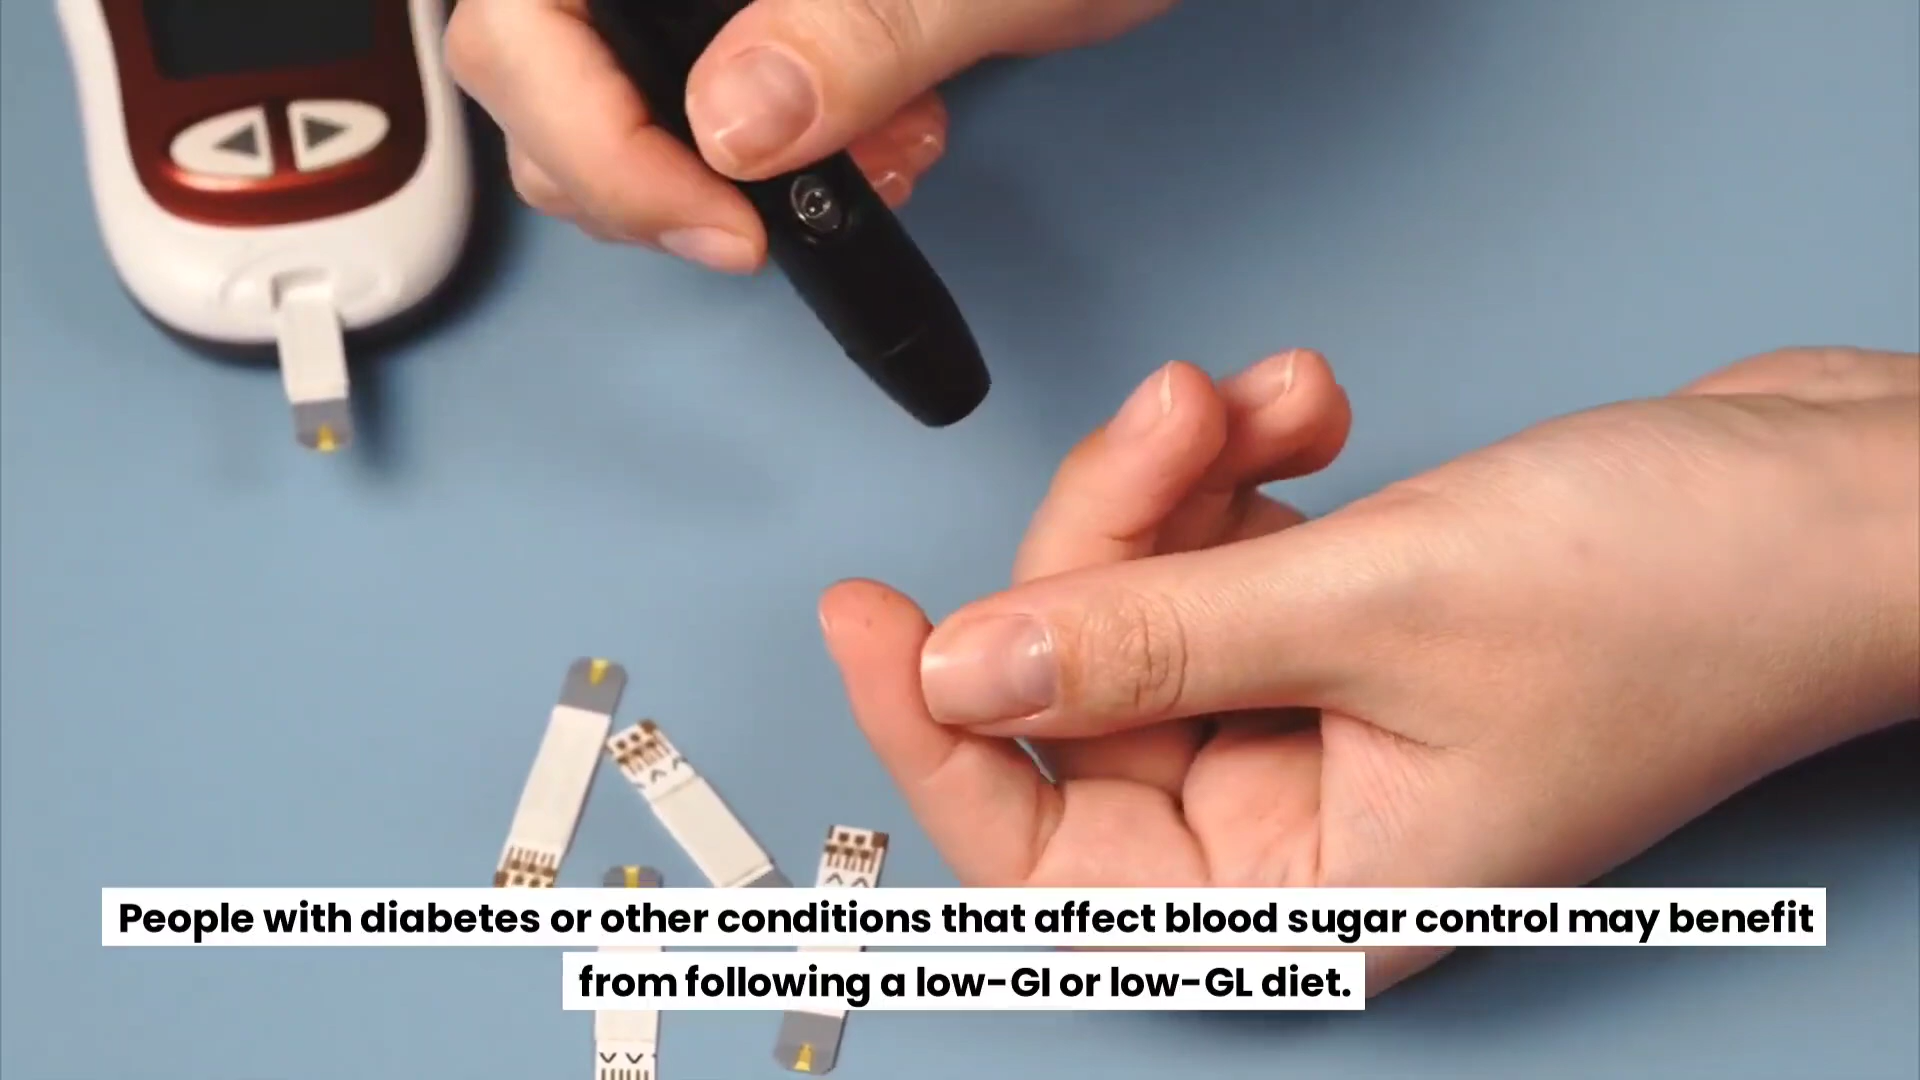 People with diabetes or other conditions that affect blood sugar control may benefit
from following a low-GI or low-GL diet.